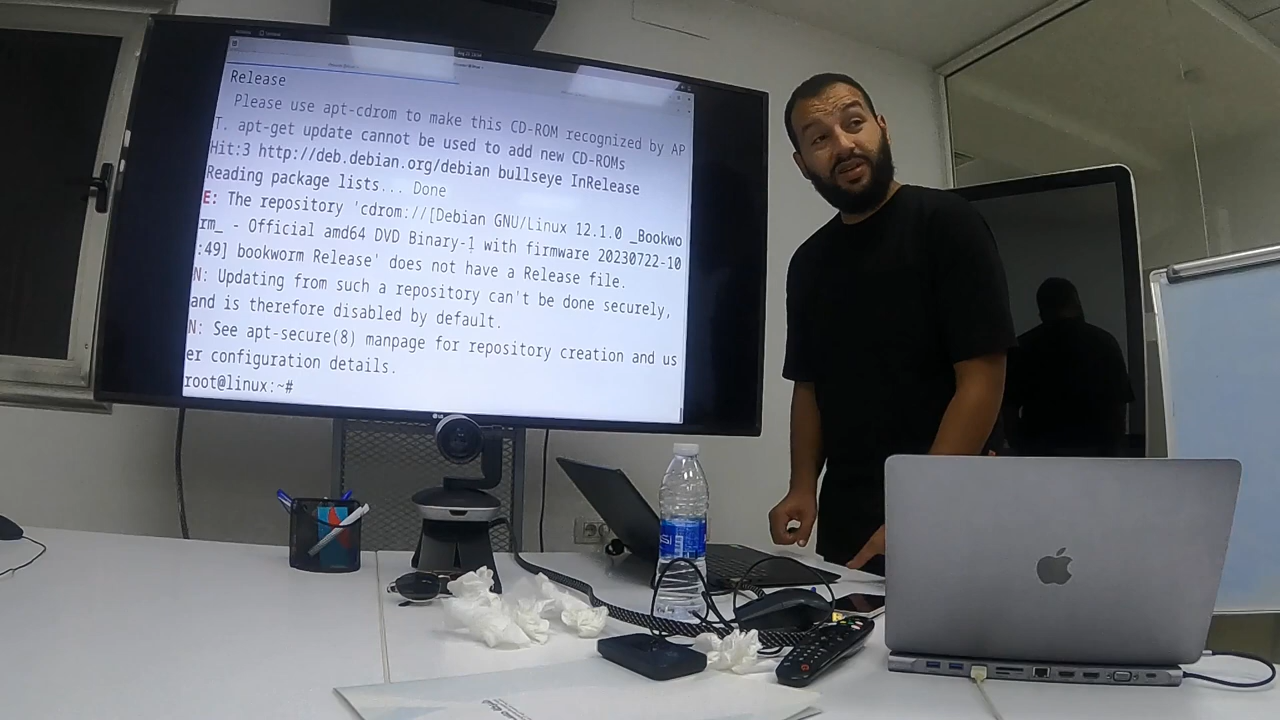 Release
Please use apt-cdrom to make this CD-ROM recognized by AP
T. apt-get update cannot be used to add new CD-ROMs
Hit:3 http://deb.debian.org/debian bullseye InRelease
Reading package lists... Done
E: The repository 'cdrom://[Debian GNU/Linux 12.1.0 _Bookwo
rm_ - Official amd64 DVD Binary-1 with firmware 20230722-10
:49] bookworm Release' does not have a Release file.
N: Updating from such a repository can't be done securely,
and is therefore disabled by default.
N: See apt-secure(8) manpage for repository creation and us
er configuration details.
root@linux:~#
LG